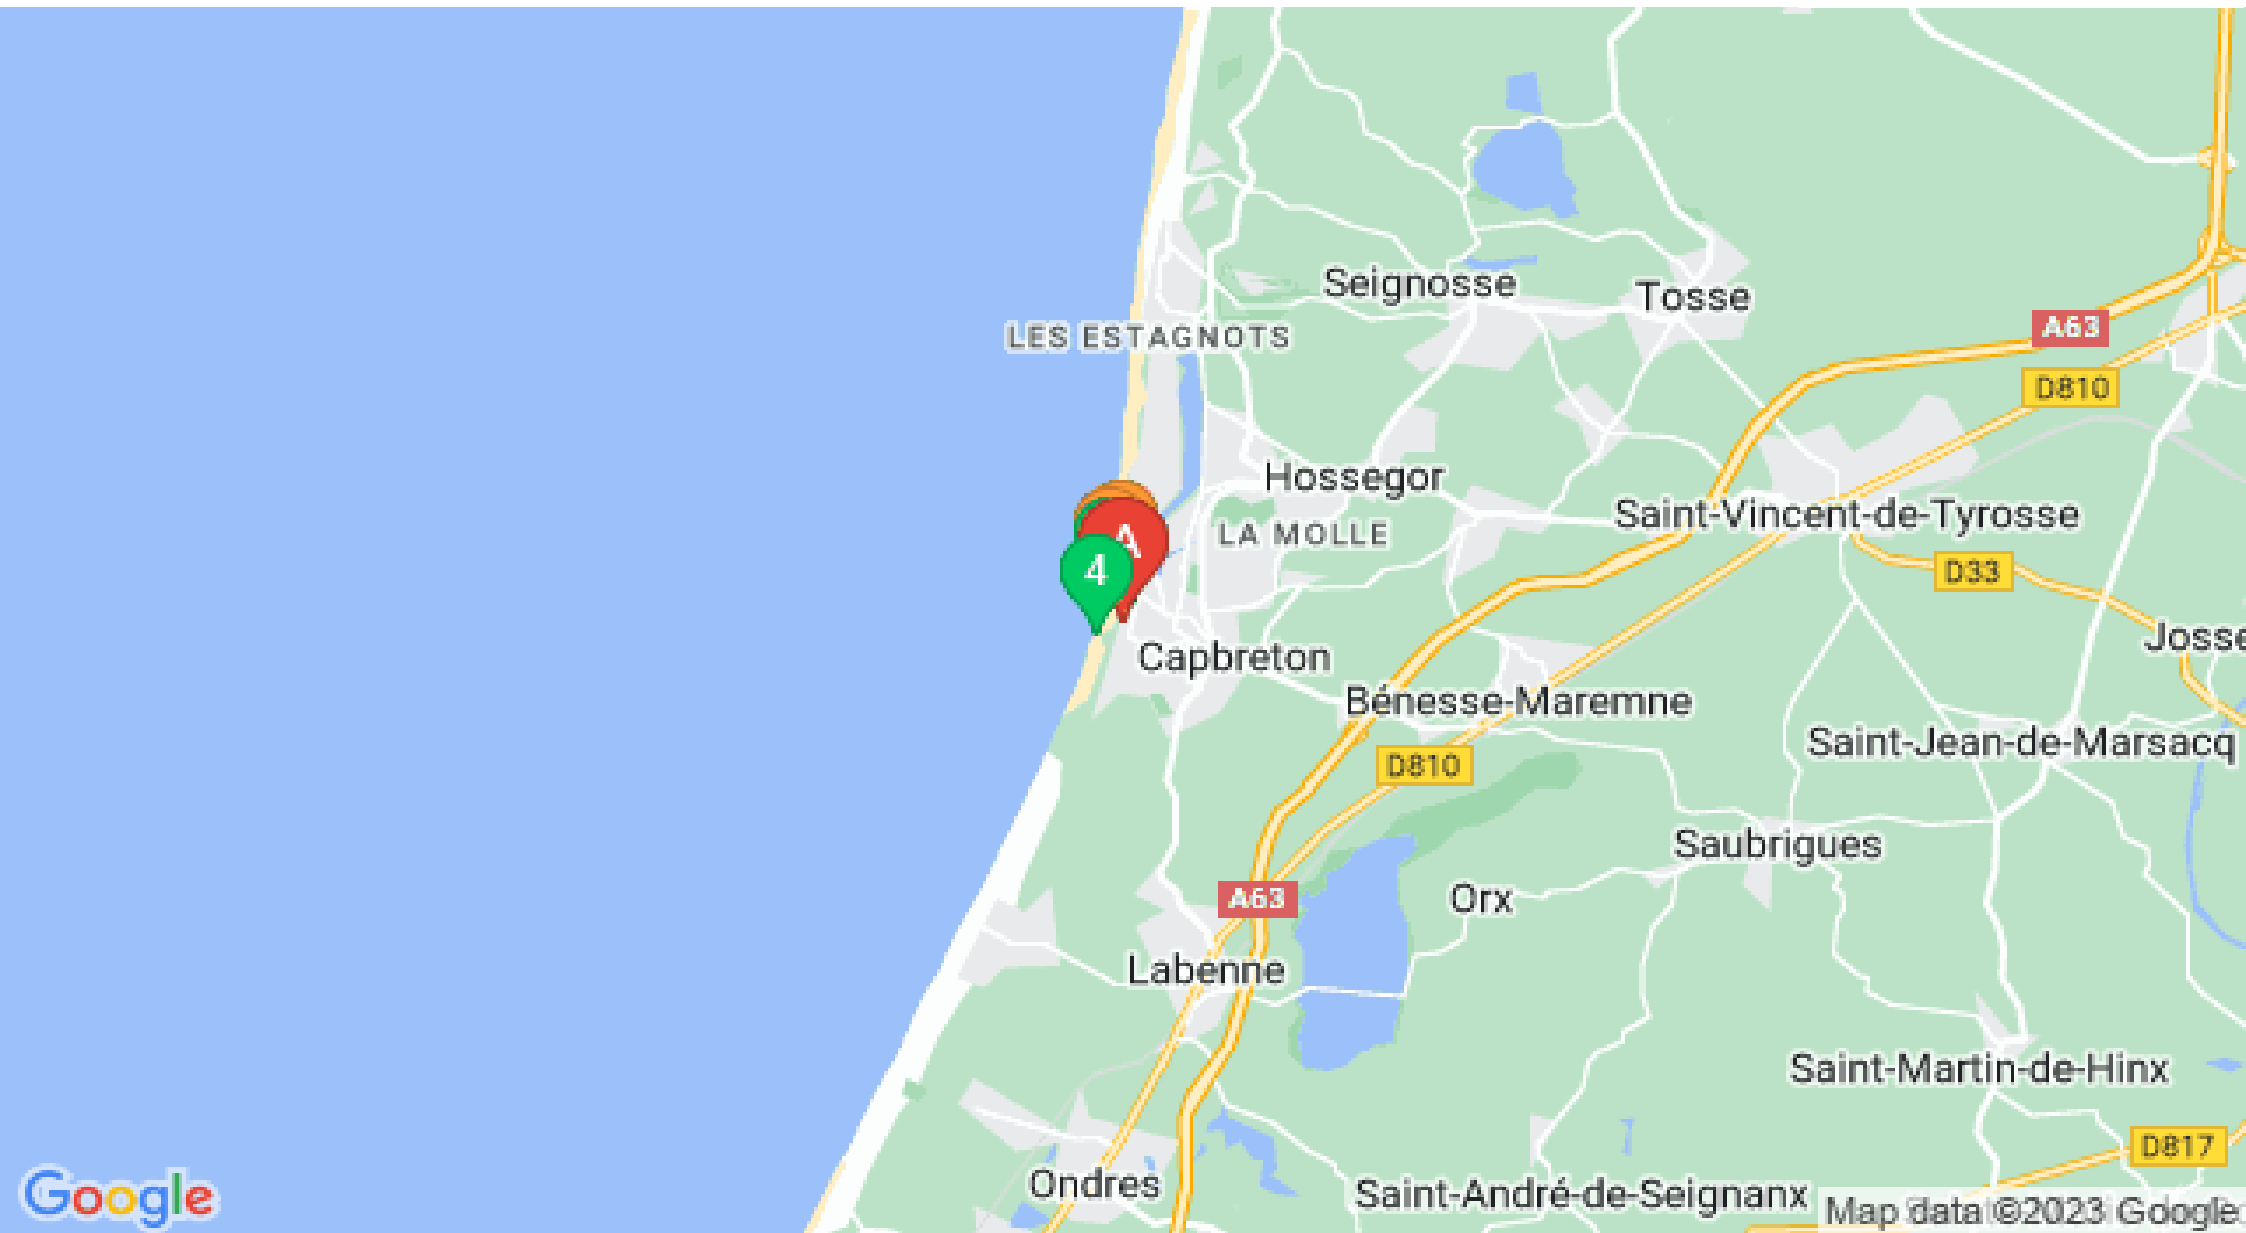 Seignosse
Tosse
LES ESTAGNOTS
A63
D810
Hossegor
Saint-Vincent-de-Tyrosse
LA MOLLE
A
4
D33
Josse
Capbreton
Bénesse-Maremne
Saint-Jean-de-Marsacq
D810
Saubrigues
A63
Orx
Labenne
Saint-Martin-de-Hinx
D817
Ondres
Saint-André-de-Seignanx
Google
Map data ©2023 Google